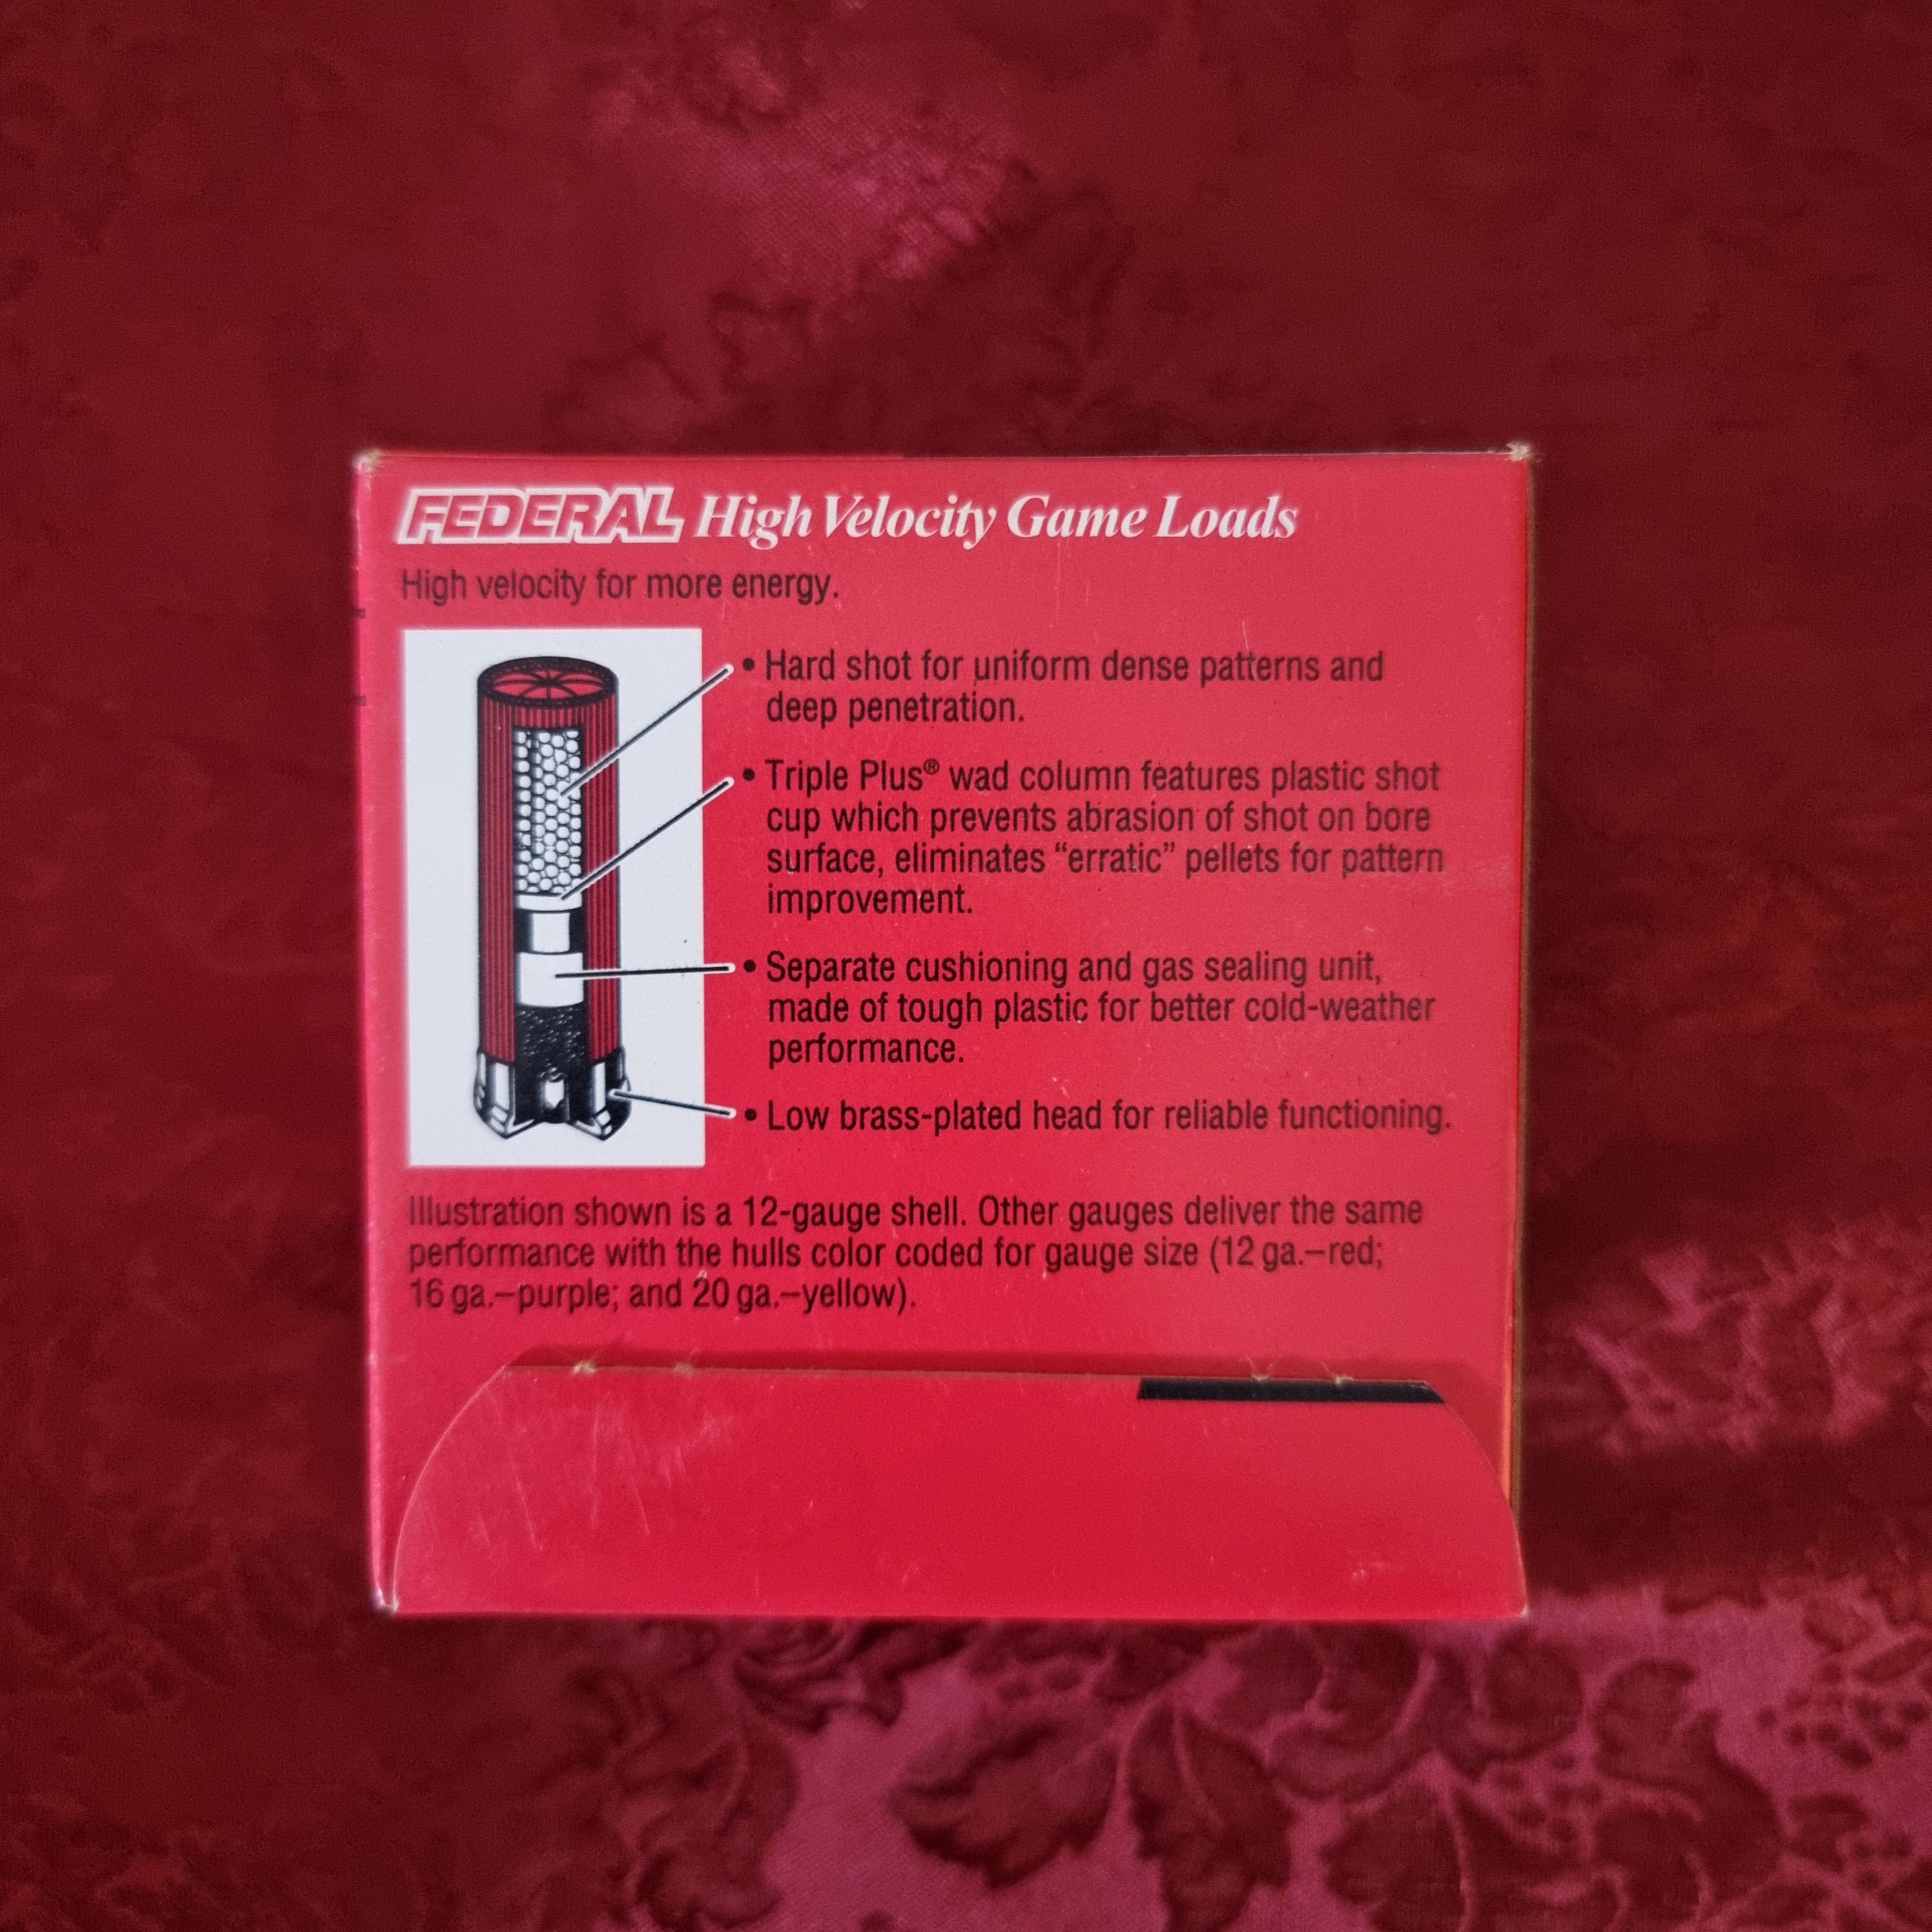 FEDERAL High Velocity Game Loads
High velocity for more energy.
• Hard shot for uniform dense patterns and
deep penetration.
• Triple Plus® wad column features plastic shot
cup which prevents abrasion of shot on bore
surface, eliminates “erratic” pellets for pattern
improvement.
• Separate cushioning and gas sealing unit,
made of tough plastic for better cold-weather
performance.
• Low brass-plated head for reliable functioning.
Illustration shown is a 12-gauge shell. Other gauges deliver the same
performance with the hulls color coded for gauge size (12 ga.–red;
16 ga.–purple; and 20 ga.–yellow).